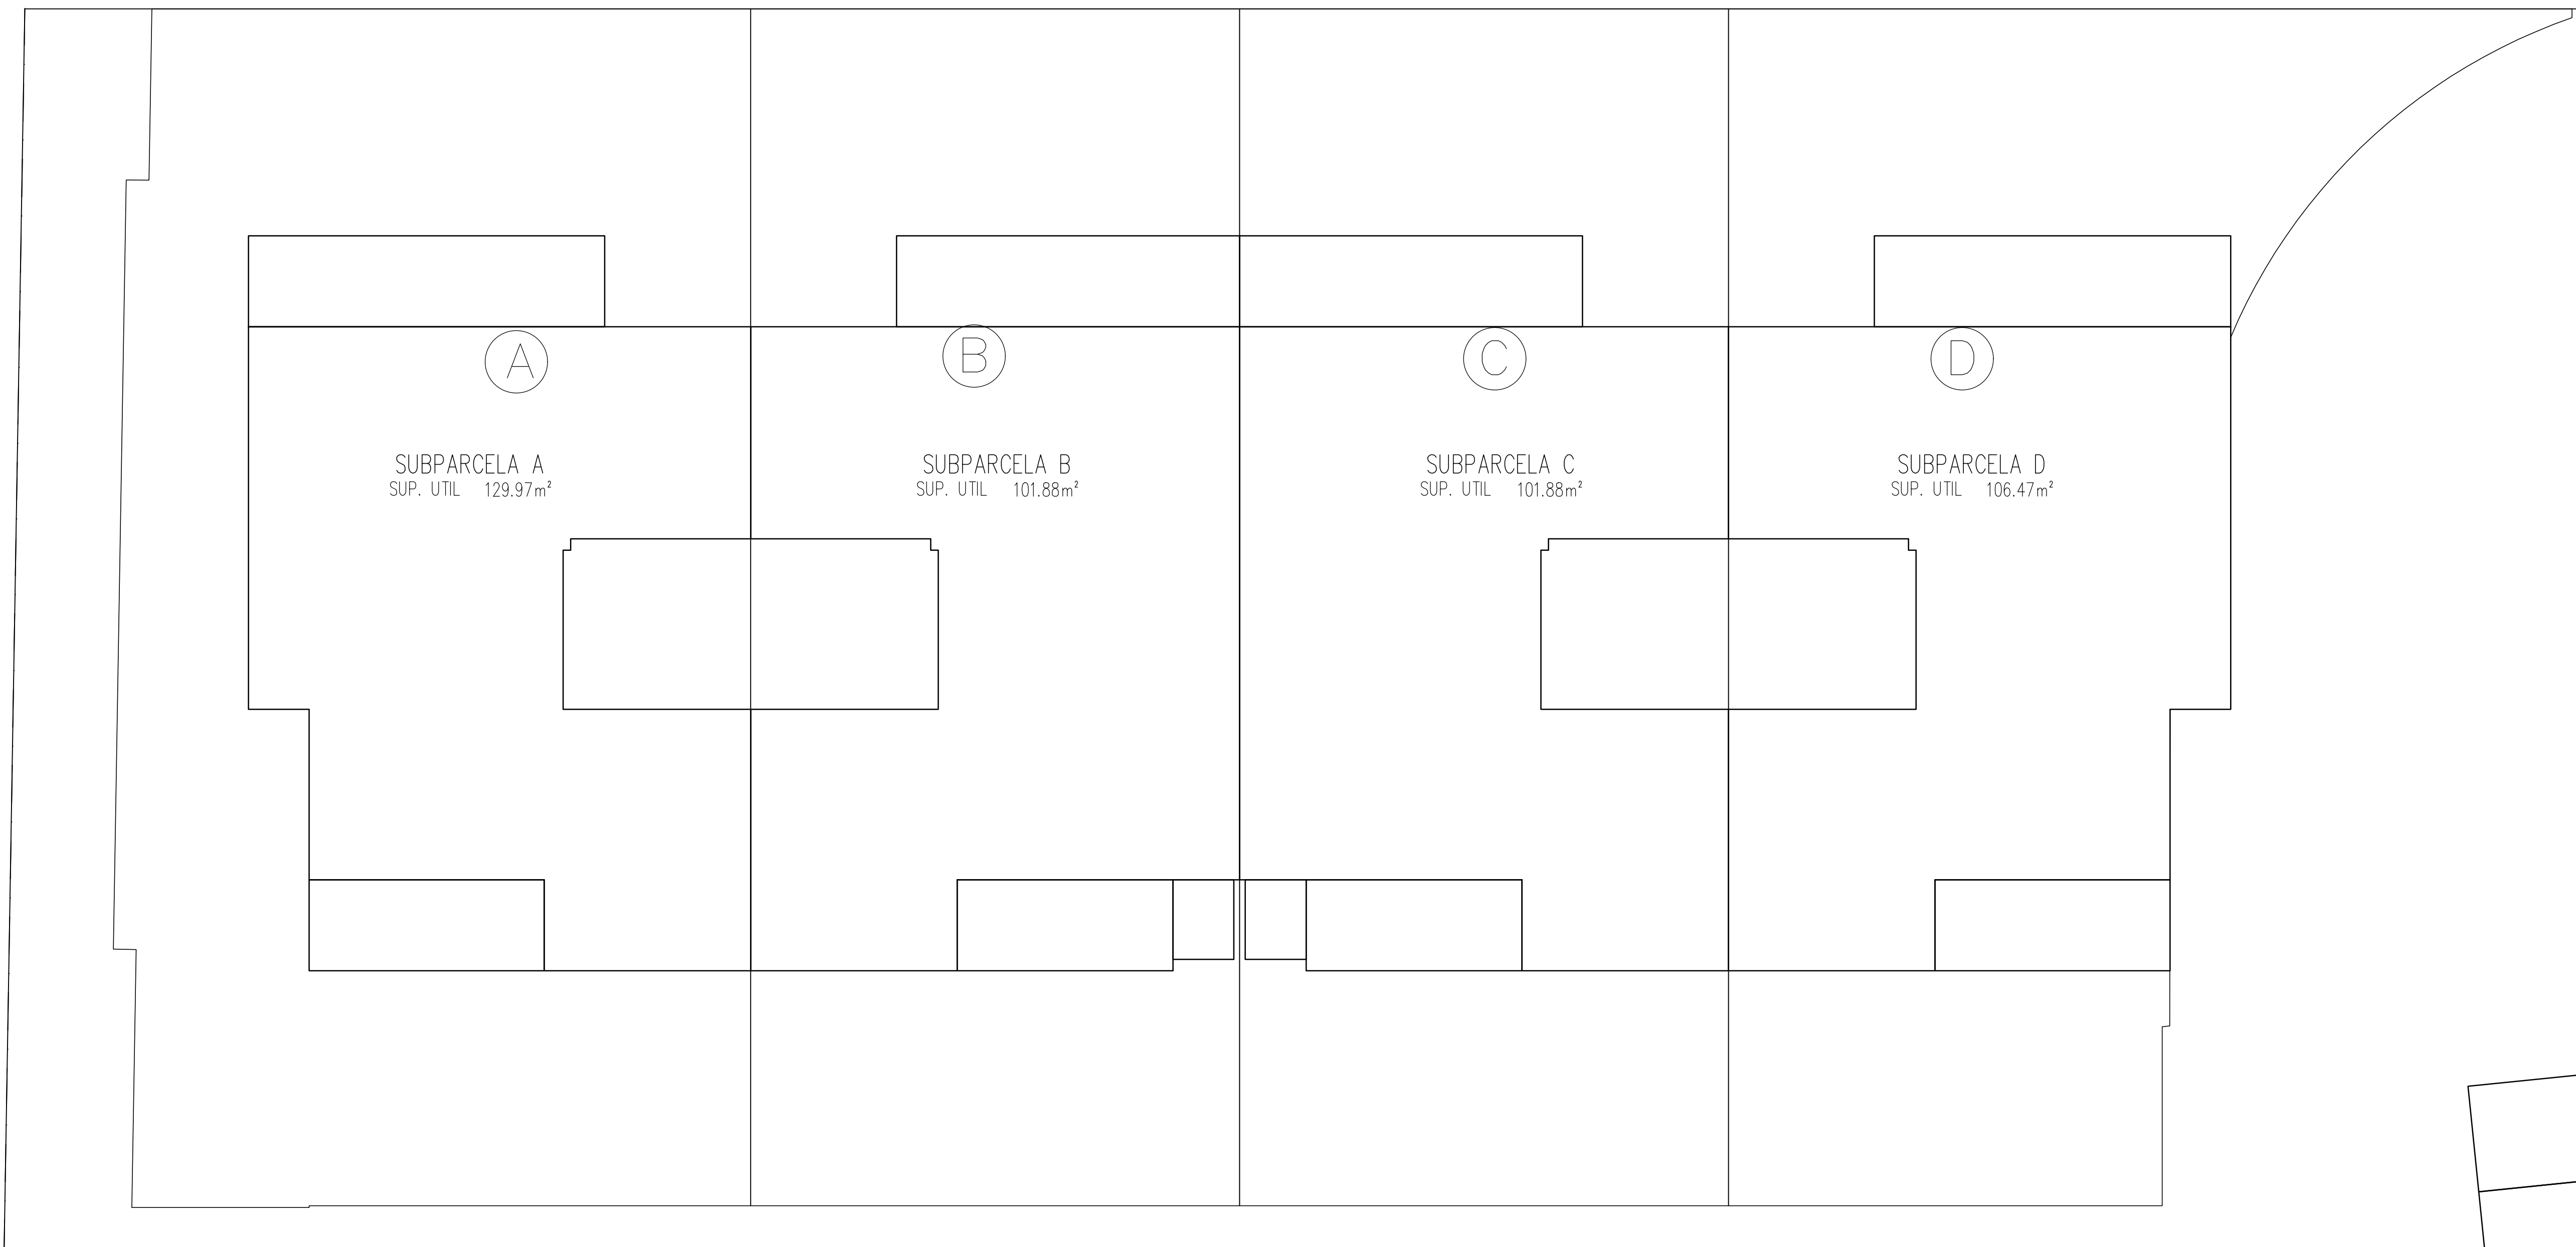 A
B
C
D
SUBPARCELA A
SUP. UTIL 129.97m²
SUBPARCELA B
SUP. UTIL 101.88m²
SUBPARCELA C
SUP. UTIL 101.88m²
SUBPARCELA D
SUP. UTIL 106.47m²